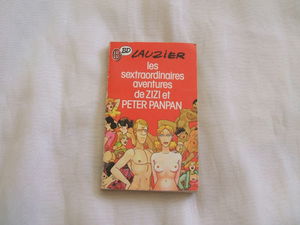 BD LAUZIER
les
sextraordinaires
aventures
de ZIZI et
PETER PANPAN